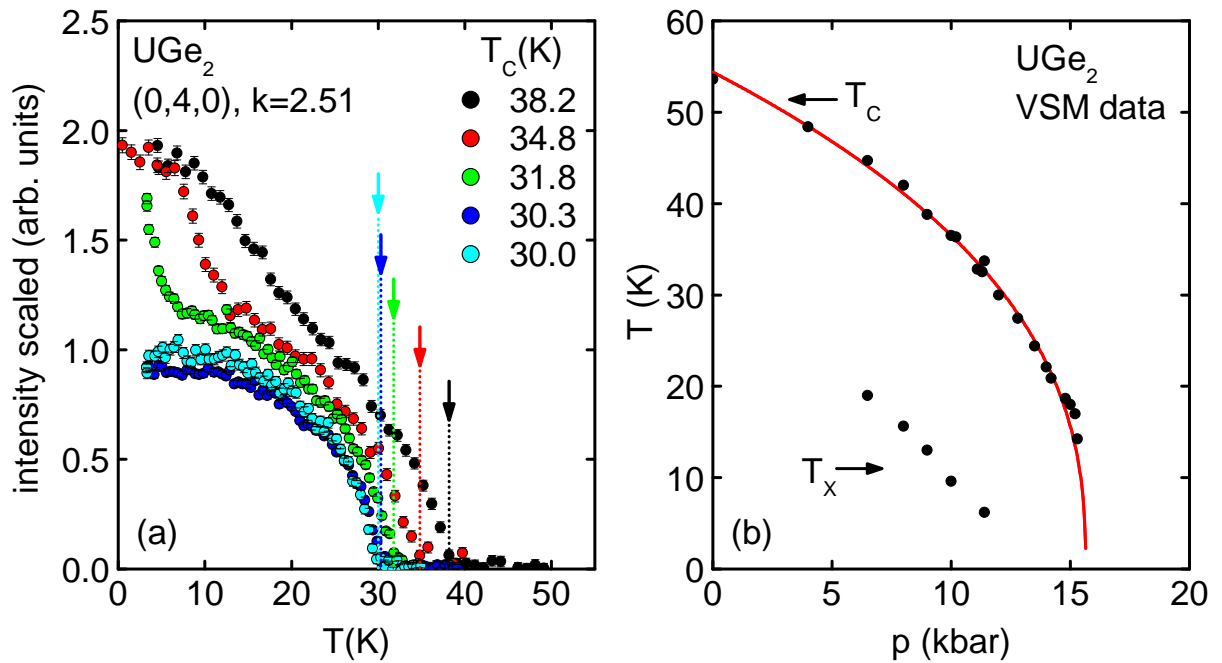 UGe2
(0,4,0), k=2.51
TC(K)
38.2
34.8
31.8
30.3
30.0
(a)
intensity scaled (arb. units)
2.5
2.0
1.5
1.0
0.5
0.0
0 10 20 30 40 50
T(K)
UGe2
VSM data
TC
TX
(b)
T (K)
60
50
40
30
20
10
0
0 5 10 15 20
p (kbar)